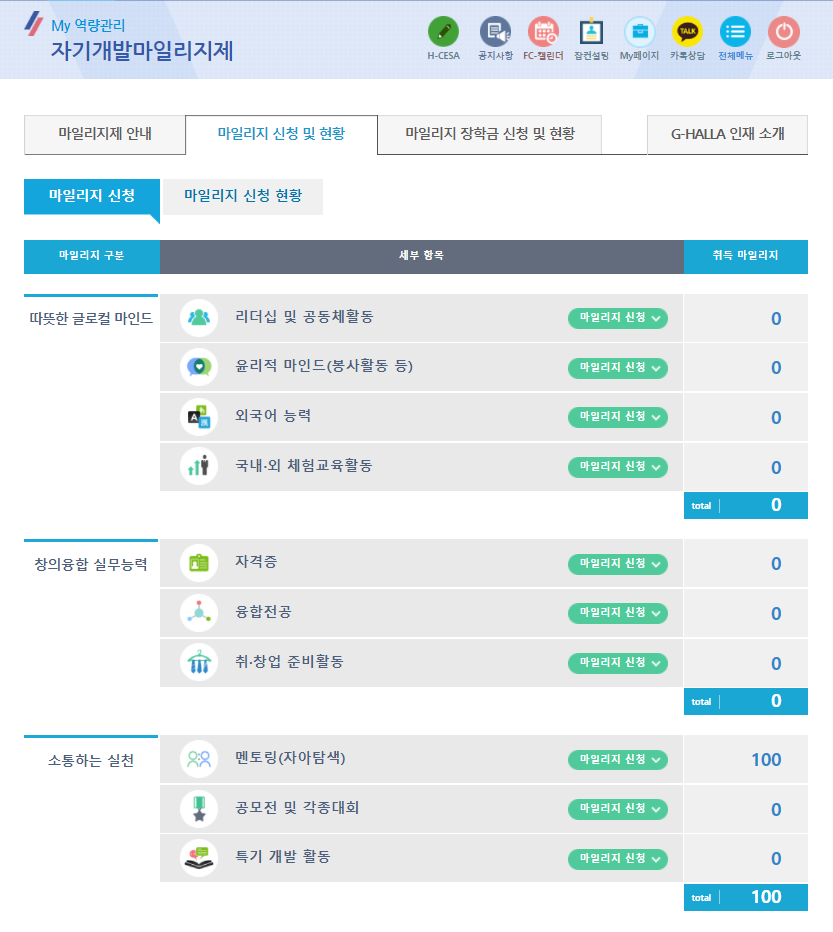 My 역량관리
자기개발마일리지제
TALK
H-CESA 공지사항 FC-캘린더 잡컨설팅 My페이지 카톡상담 전체메뉴 로그아웃
마일리지제 안내 마일리지 신청 및 현황 마일리지 장학금 신청 및 현황 G-HALLA 인재 소개
마일리지 신청 마일리지 신청 현황
마일리지 구분 세부 항목 취득 마일리지
따뜻한 글로컬 마인드 리더십 및 공동체활동 마일리지 신청 0
윤리적 마인드(봉사활동 등) 마일리지 신청 0
A 외국어 능력 마일리지 신청 0
국내·외 체험교육활동 마일리지 신청 0
total 0
창의융합 실무능력 자격증 마일리지 신청 0
융합전공 마일리지 신청 0
취·창업 준비활동 마일리지 신청 0
total 0
소통하는 실천 멘토링(자아탐색) 마일리지 신청 100
공모전 및 각종대회 마일리지 신청 0
특기 개발 활동 마일리지 신청 0
total 100